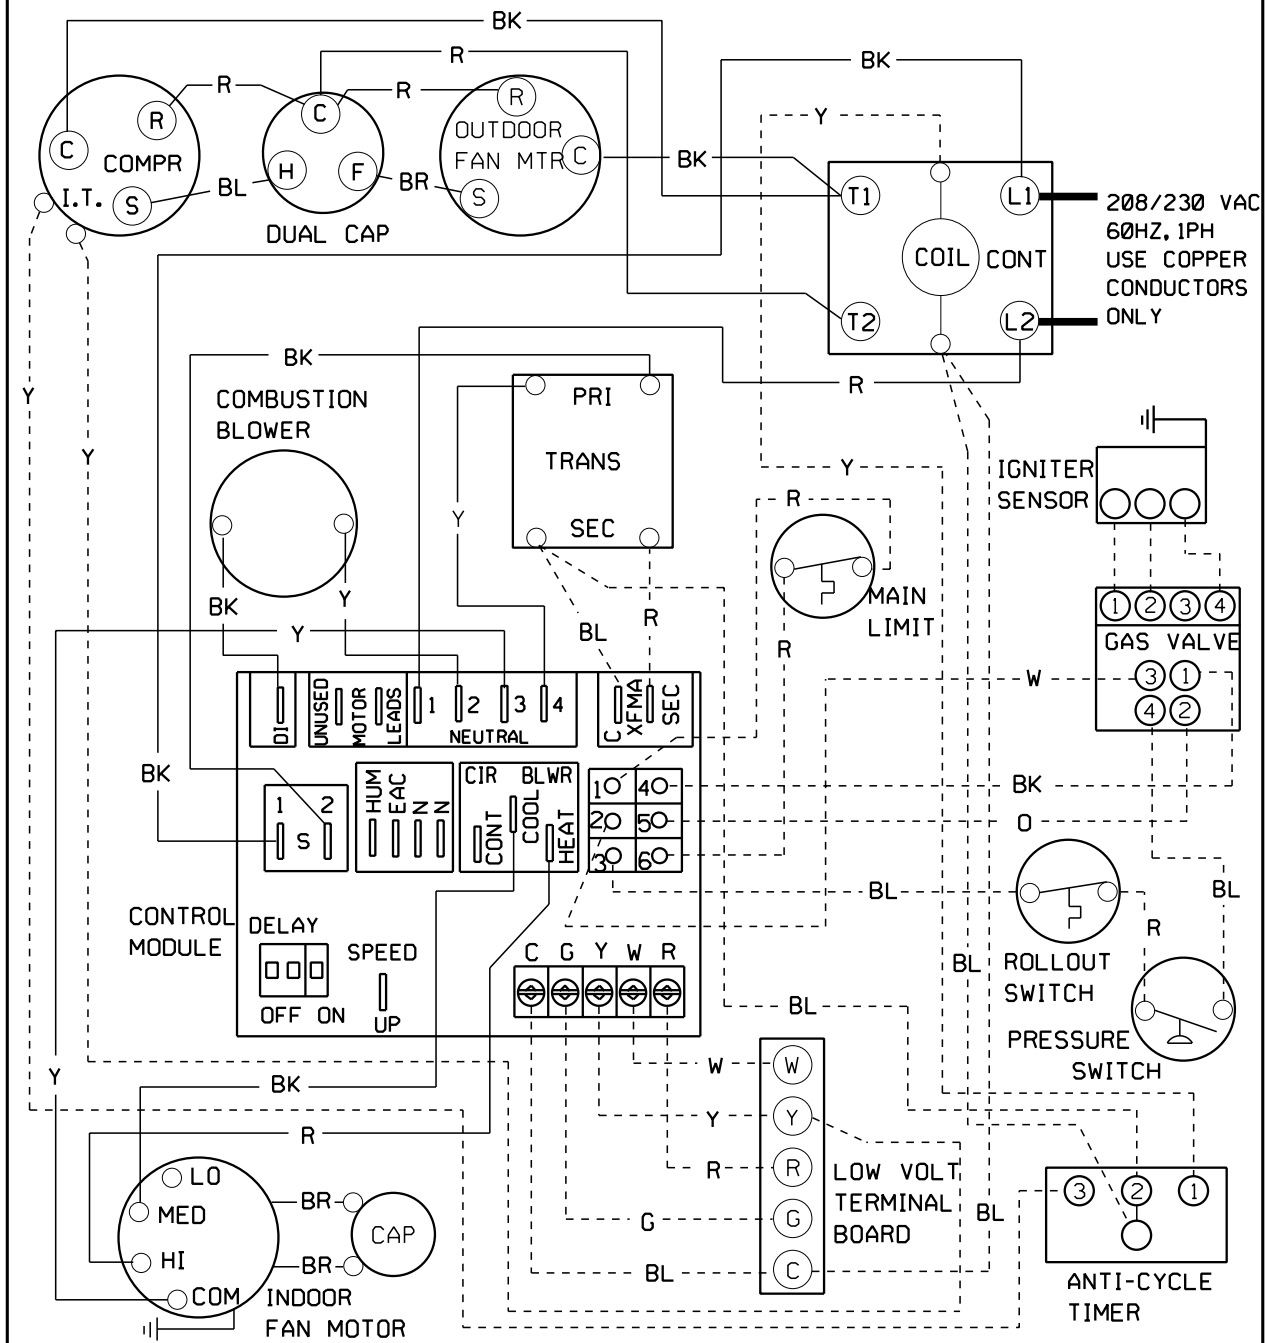 BK
R
BK
R
R
Y
R
C
R
C
COMPR
I.T.
S
BL
H
F
BR
DUAL CAP
OUTDOOR
FAN MTR
C
S
BK
T1
L1
208/230 VAC
60HZ, 1PH
USE COPPER
CONDUCTORS
ONLY
COIL
CONT
T2
L2
R
BK
Y
COMBUSTION
BLOWER
PRI
TRANS
SEC
Y
Y
Y
R
IGNITER
SENSOR
MAIN
LIMIT
BK
Y
BL
R
R
Y
1
2
3
4
GAS VALVE
3
1
4
2
W
DI
UNUSED
MOTOR
LEADS
1
2
3
4
NEUTRAL
C
XFMA
SEC
BK
1
2
S
HUM
EAC
N
N
CIR BLWR
CONT
COOL
HEAT
1
4
2
5
3
6
BK
O
BL
BL
R
ROLLOUT
SWITCH
PRESSURE
SWITCH
CONTROL
MODULE
DELAY
OFF ON
SPEED
UP
C G Y W R
BL
BL
Y
BK
R
W
W
Y
Y
R
R
G
G
BL
C
LOW VOLT
TERMINAL
BOARD
BL
LO
MED
HI
COM
BR
BR
CAP
INDOOR
FAN MOTOR
3
2
1
ANTI-CYCLE
TIMER